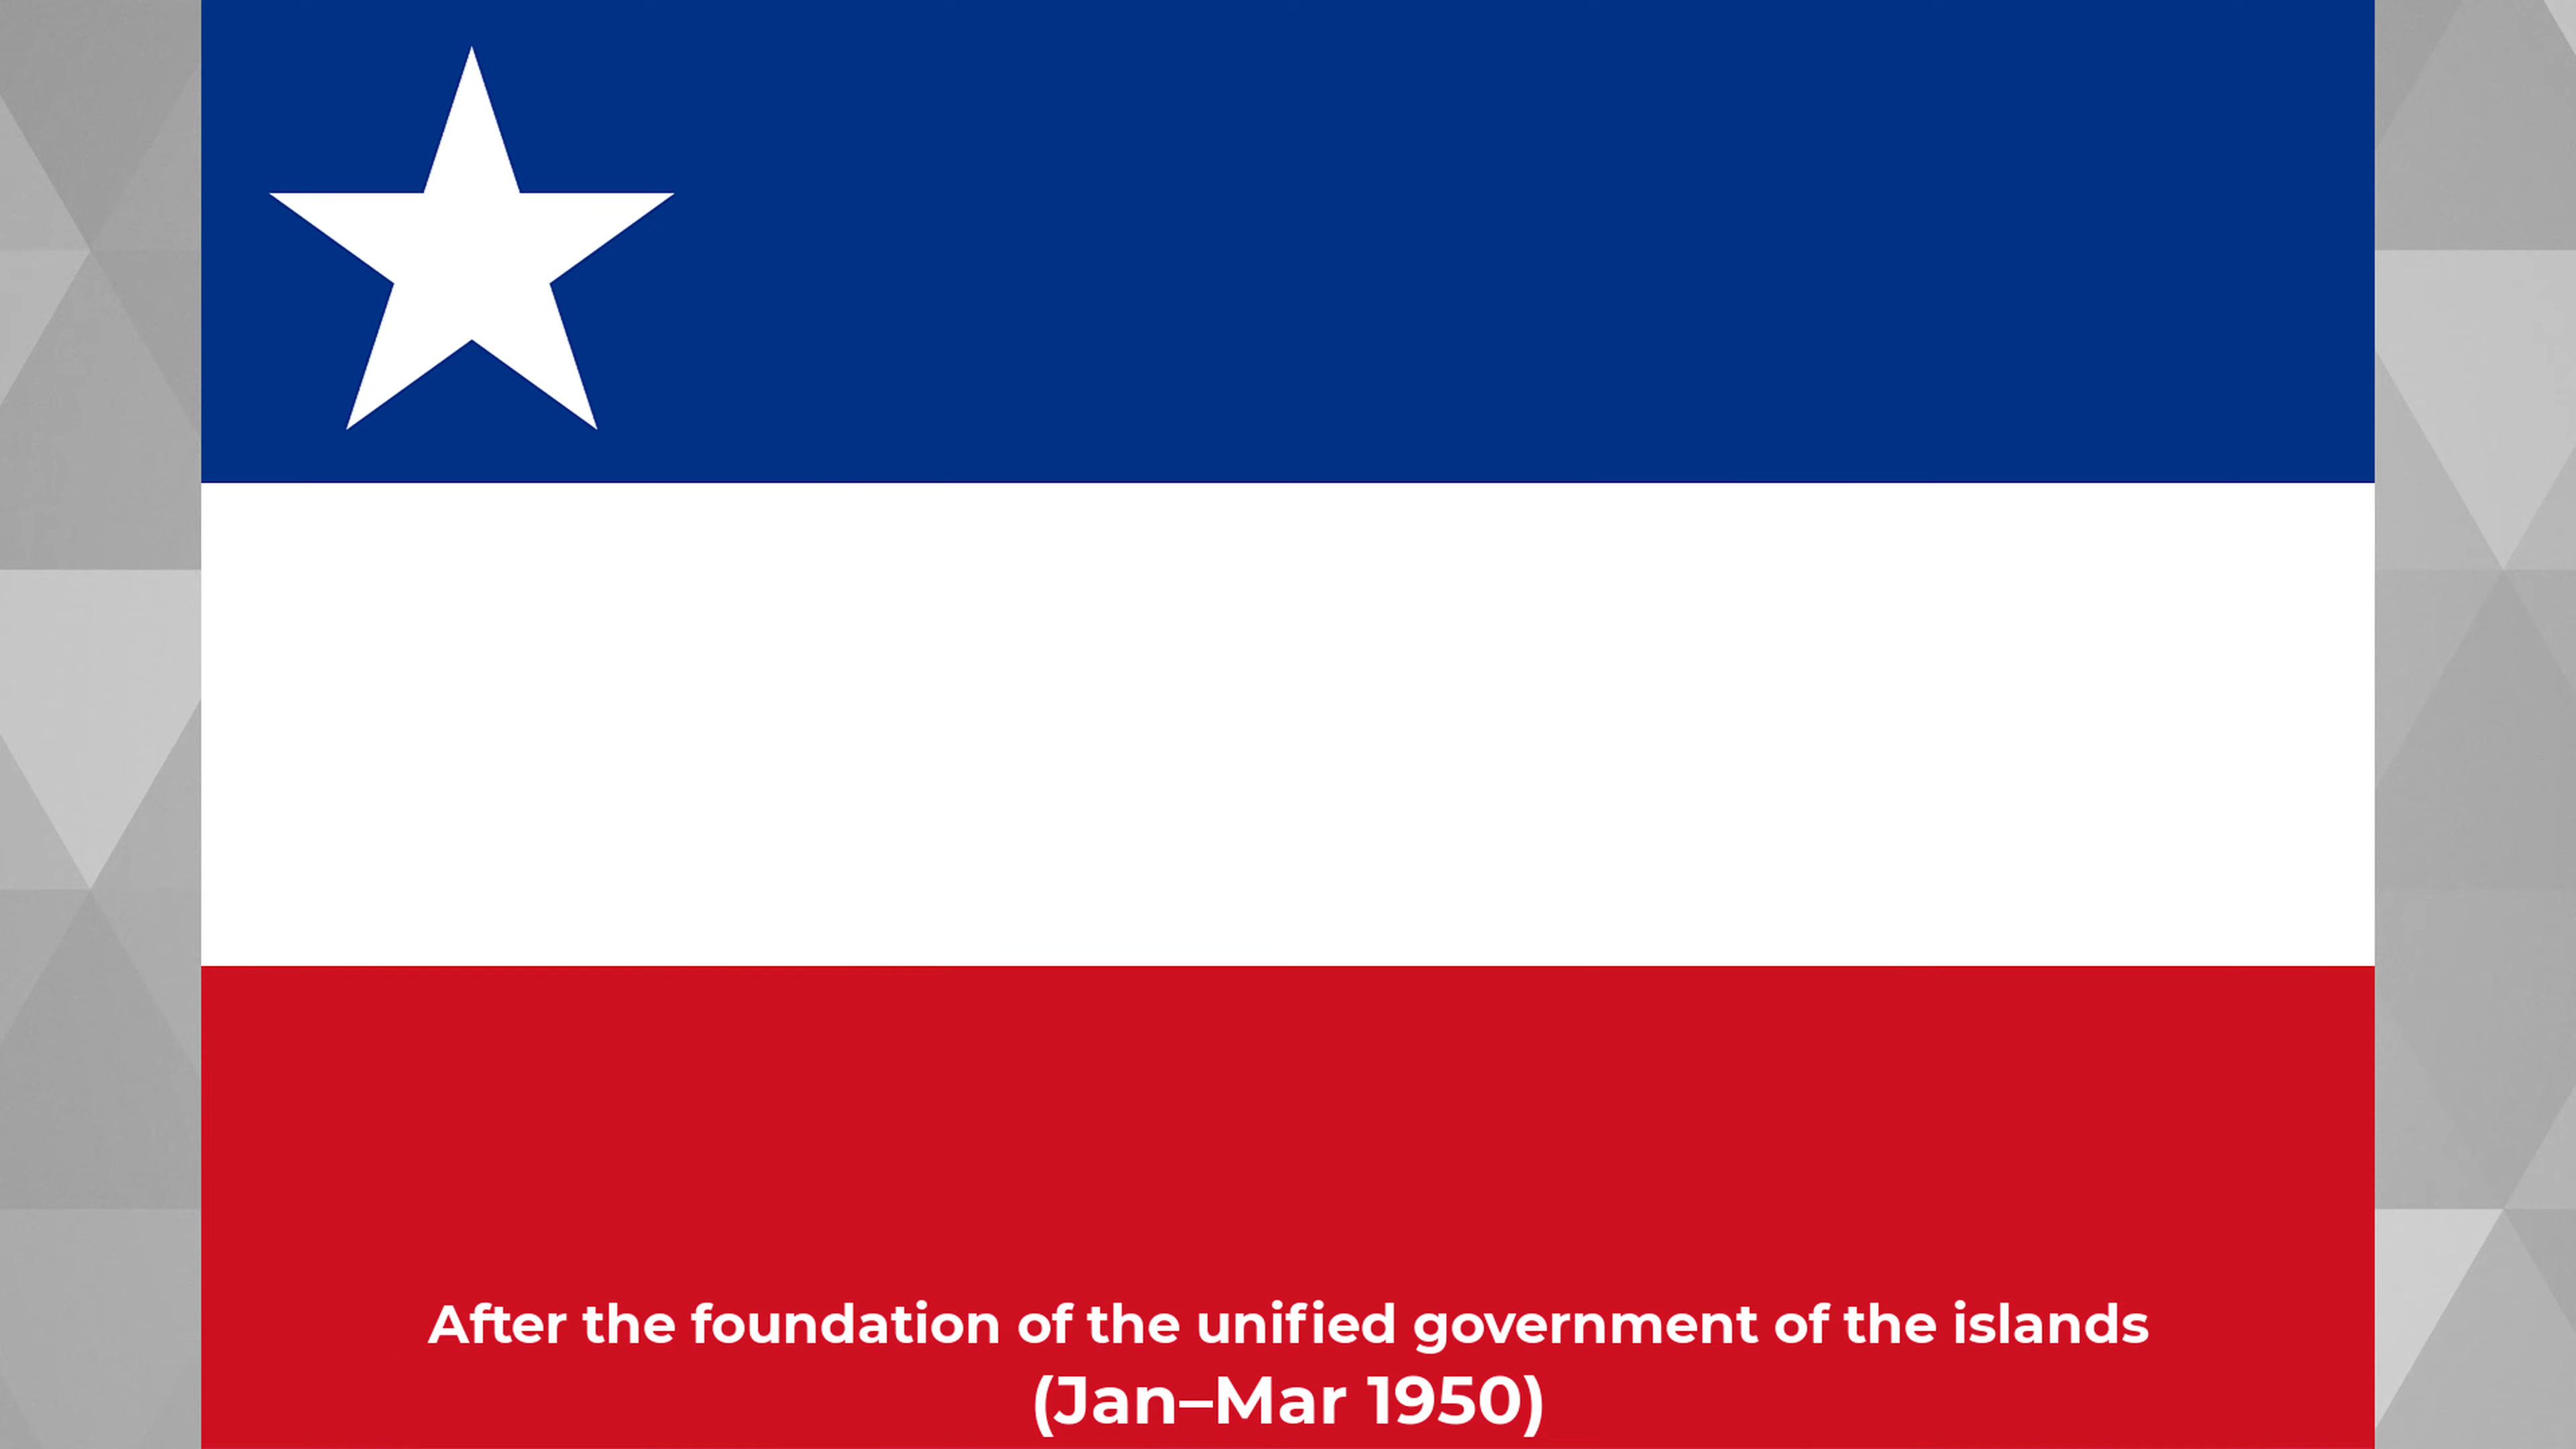 After the foundation of the unified government of the islands
(Jan–Mar 1950)